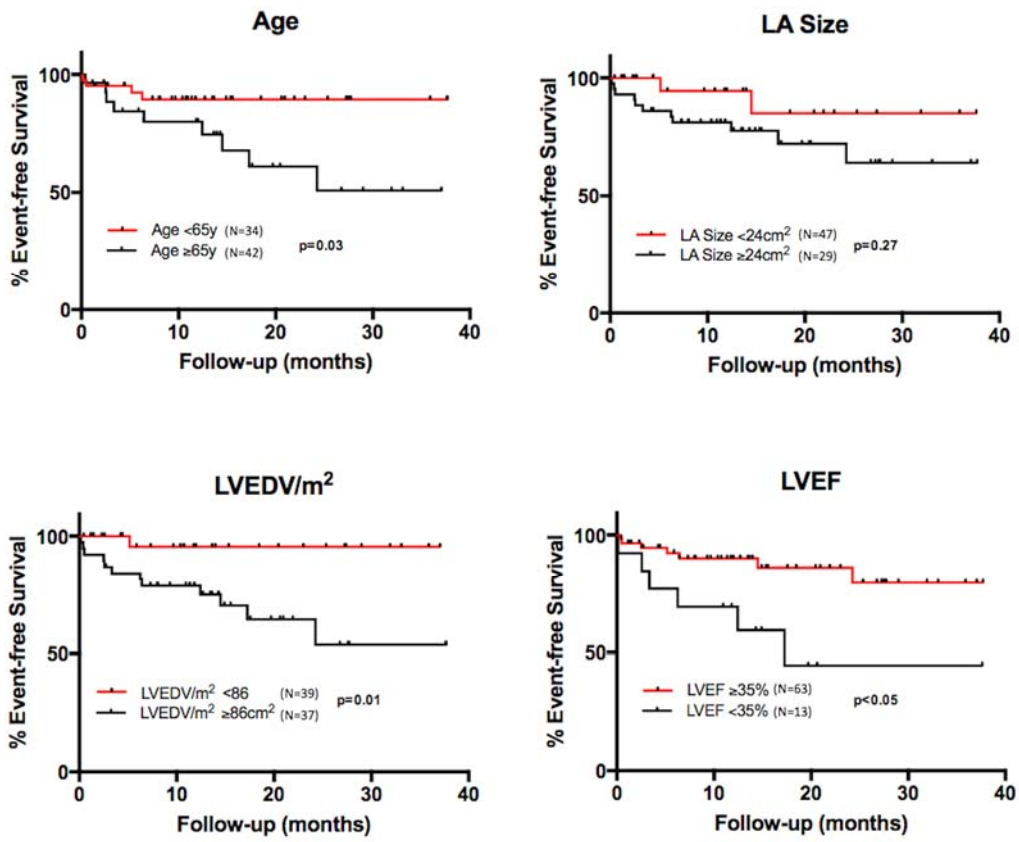 Age
% Event-free Survival
100
50
0
Age <65y (N=34)
Age ≥65y (N=42)
p=0.03
0 10 20 30 40
Follow-up (months)
LA Size
% Event-free Survival
100
50
0
LA Size <24cm² (N=47)
LA Size ≥24cm² (N=29)
p=0.27
0 10 20 30 40
Follow-up (months)
LVEDV/m²
% Event-free Survival
100
50
0
LVEDV/m² <86 (N=39)
LVEDV/m² ≥86cm² (N=37)
p=0.01
0 10 20 30 40
Follow-up (months)
LVEF
% Event-free Survival
100
50
0
LVEF ≥35% (N=63)
LVEF <35% (N=13)
p<0.05
0 10 20 30 40
Follow-up (months)